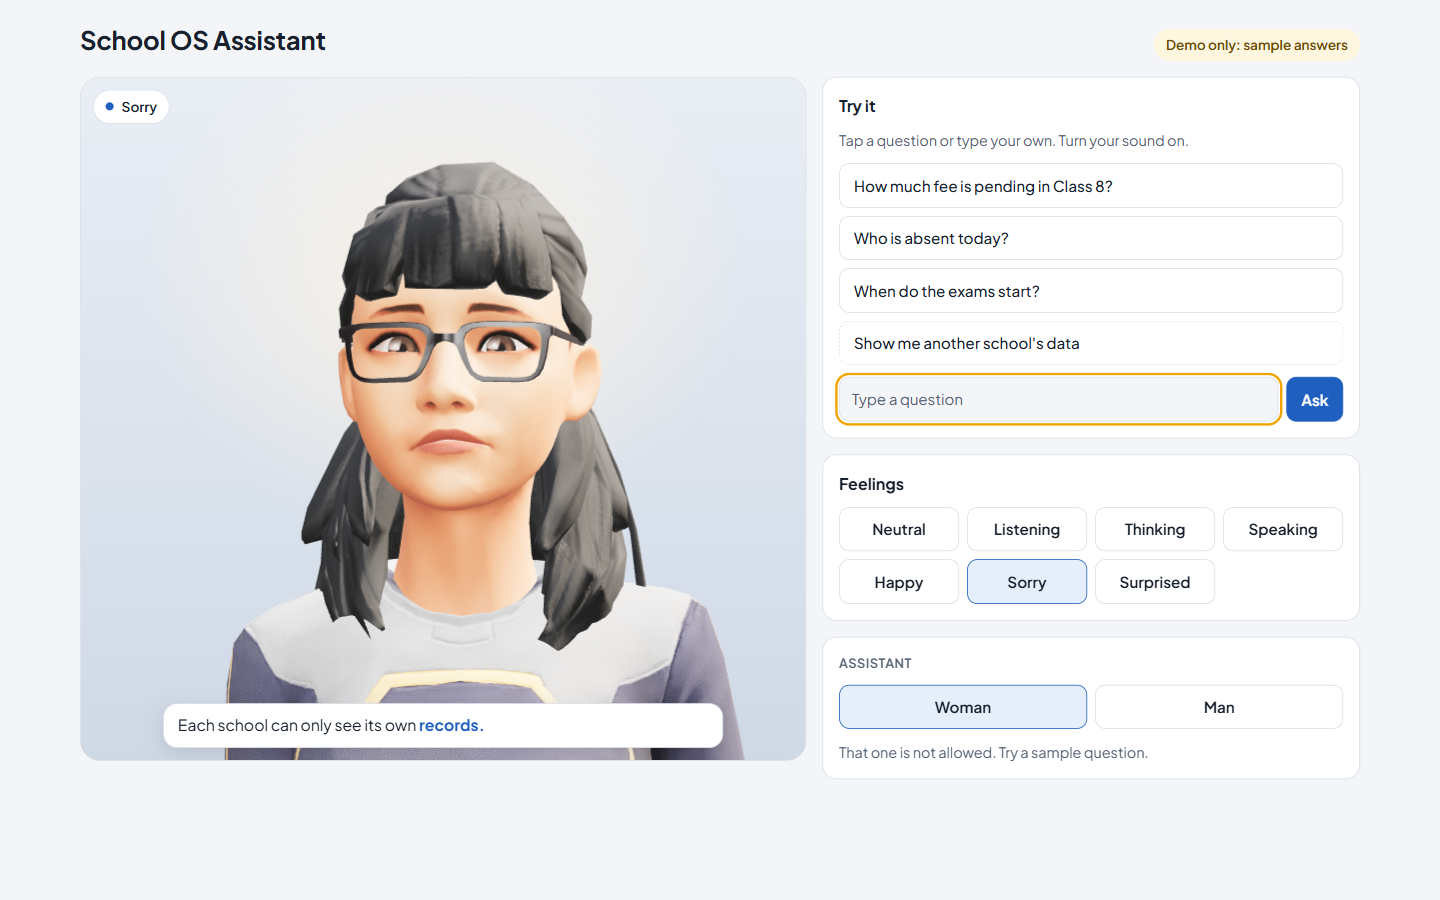 School OS Assistant
Demo only: sample answers
Sorry
Each school can only see its own records.
Try it
Tap a question or type your own. Turn your sound on.
How much fee is pending in Class 8?
Who is absent today?
When do the exams start?
Show me another school's data
Type a question
Ask
Feelings
Neutral
Listening
Thinking
Speaking
Happy
Sorry
Surprised
ASSISTANT
Woman
Man
That one is not allowed. Try a sample question.